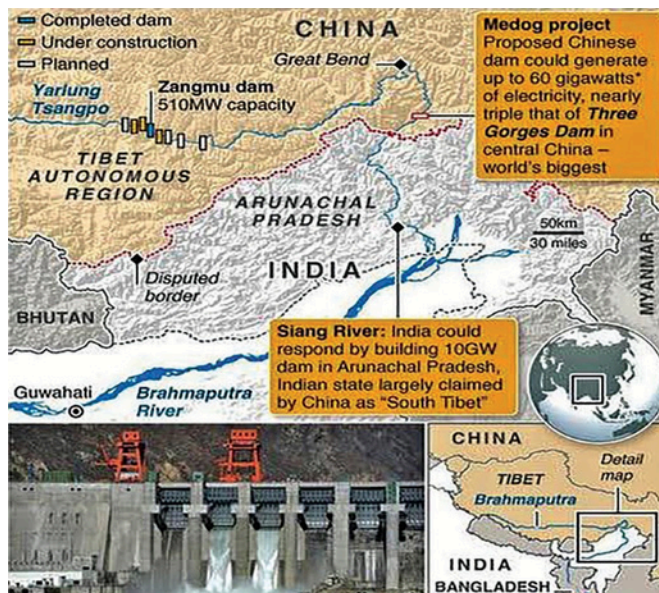 Completed dam
Under construction
Planned
CHINA
Great Bend
Yarlung
Tsangpo
Zangmu dam
510MW capacity
Medog project
Proposed Chinese
dam could generate
up to 60 gigawatts*
of electricity, nearly
triple that of Three
Gorges Dam in
central China –
world's biggest
TIBET
AUTONOMOUS
REGION
ARUNACHAL
PRADESH
50km
30 miles
INDIA
Disputed
border
BHUTAN
MYANMAR
Siang River: India could
respond by building 10GW
dam in Arunachal Pradesh,
Indian state largely claimed
by China as “South Tibet”
Guwahati
Brahmaputra
River
CHINA
Detail
map
TIBET
Brahmaputra
INDIA
BANGLADESH